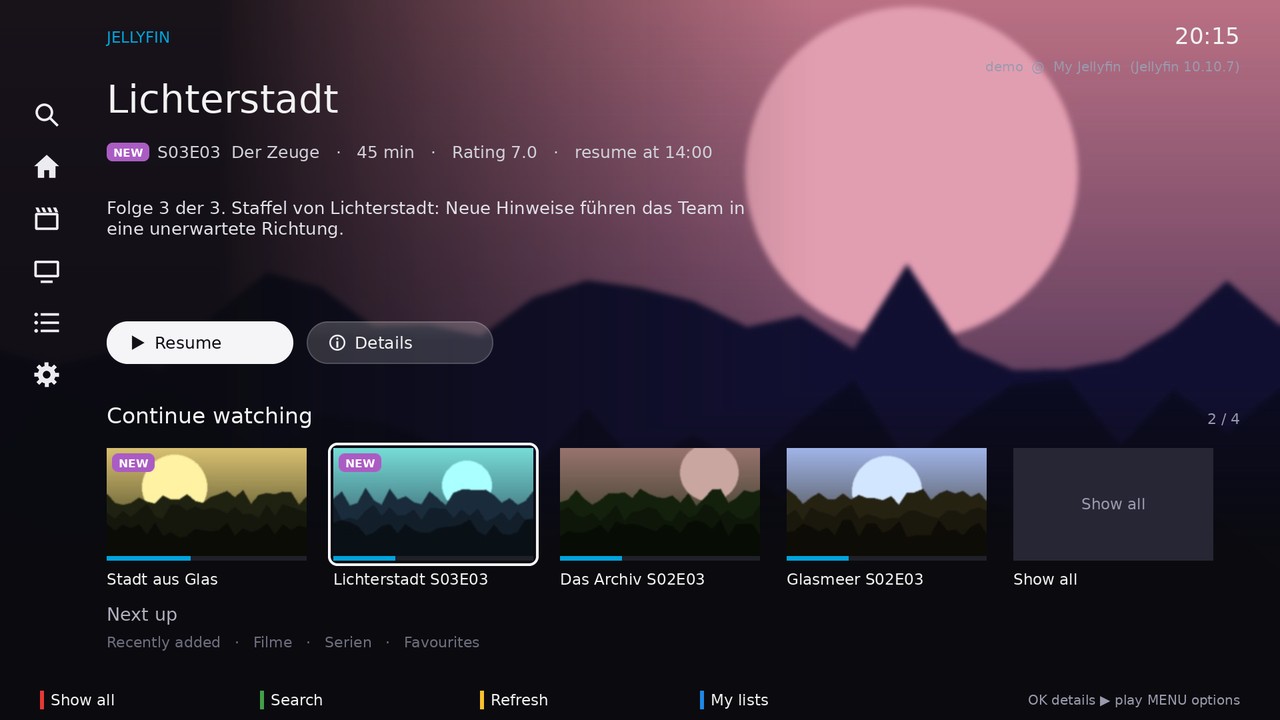 JELLYFIN
20:15
demo @ My Jellyfin (Jellyfin 10.10.7)
Lichterstadt
NEW S03E03 Der Zeuge · 45 min · Rating 7.0 · resume at 14:00
Folge 3 der 3. Staffel von Lichterstadt: Neue Hinweise führen das Team in
eine unerwartete Richtung.
Resume
Details
Continue watching
2 / 4
NEW
NEW
Show all
Stadt aus Glas
Lichterstadt S03E03
Das Archiv S02E03
Glasmeer S02E03
Show all
Next up
Recently added · Filme · Serien · Favourites
Show all
Search
Refresh
My lists
OK details ▶ play MENU options